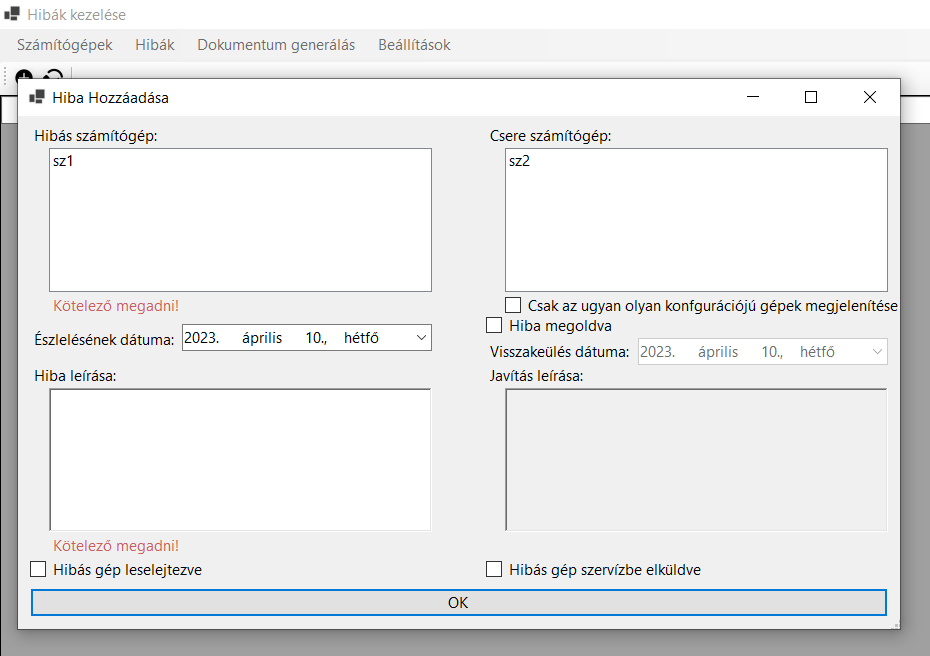 Hibák kezelése
Számítógépek Hibák Dokumentum generálás Beállítások
Hiba Hozzáadása
Hibás számítógép:
sz1
Kötelező megadni!
Észlelésének dátuma: 2023. április 10., hétfő
Hiba leírása:
Kötelező megadni!
Hibás gép leselejtezve
Csere számítógép:
sz2
Csak az ugyan olyan konfgurációjú gépek megjelenítése
Hiba megoldva
Visszakeülés dátuma: 2023. április 10., hétfő
Javítás leírása:
Hibás gép szervízbe elküldve
OK